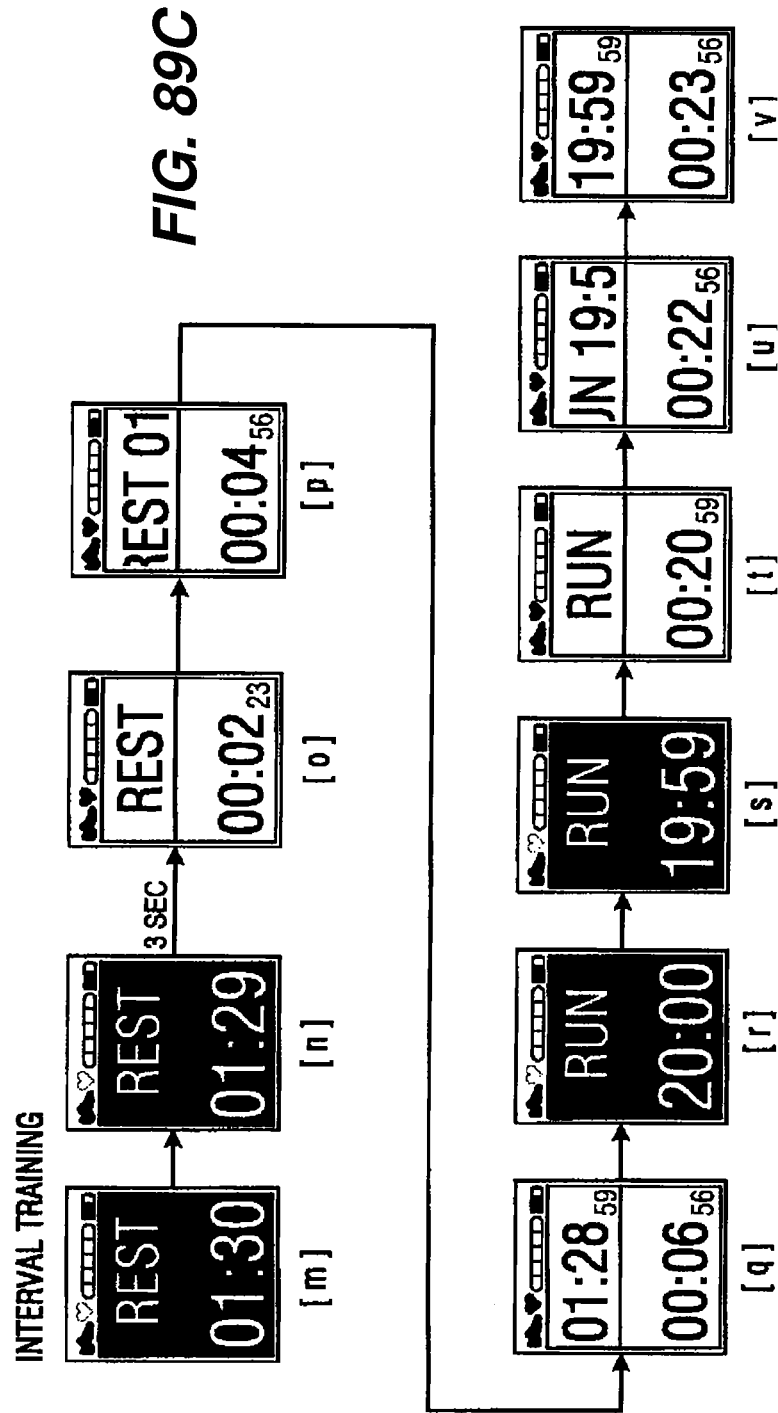 INTERVAL TRAINING
FIG. 89C
REST
01:30
[m]
REST
01:29
[n]
3 SEC
REST
00:02 23
[o]
REST 01
00:04 56
[p]
01:28 59
00:06 56
[q]
RUN
20:00
[r]
RUN
19:59
[s]
RUN
00:20 59
[t]
UN 19:5
00:22 56
[u]
19:59 59
00:23 56
[v]